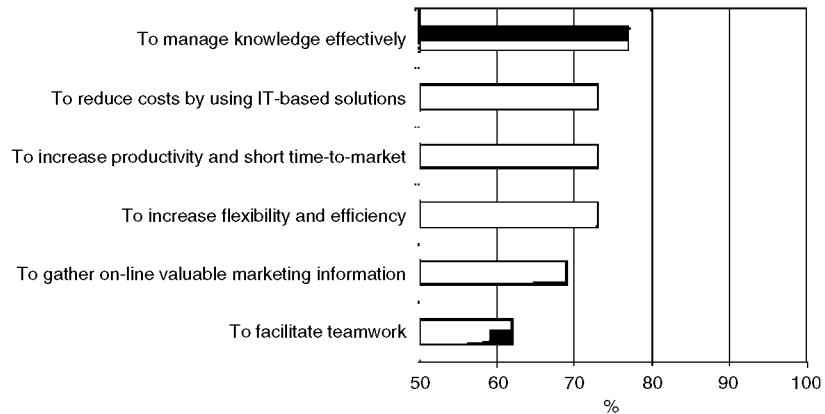 To manage knowledge effectively
To reduce costs by using IT-based solutions
To increase productivity and short time-to-market
To increase flexibility and efficiency
To gather on-line valuable marketing information
To facilitate teamwork
50 60 70 80 90 100
%